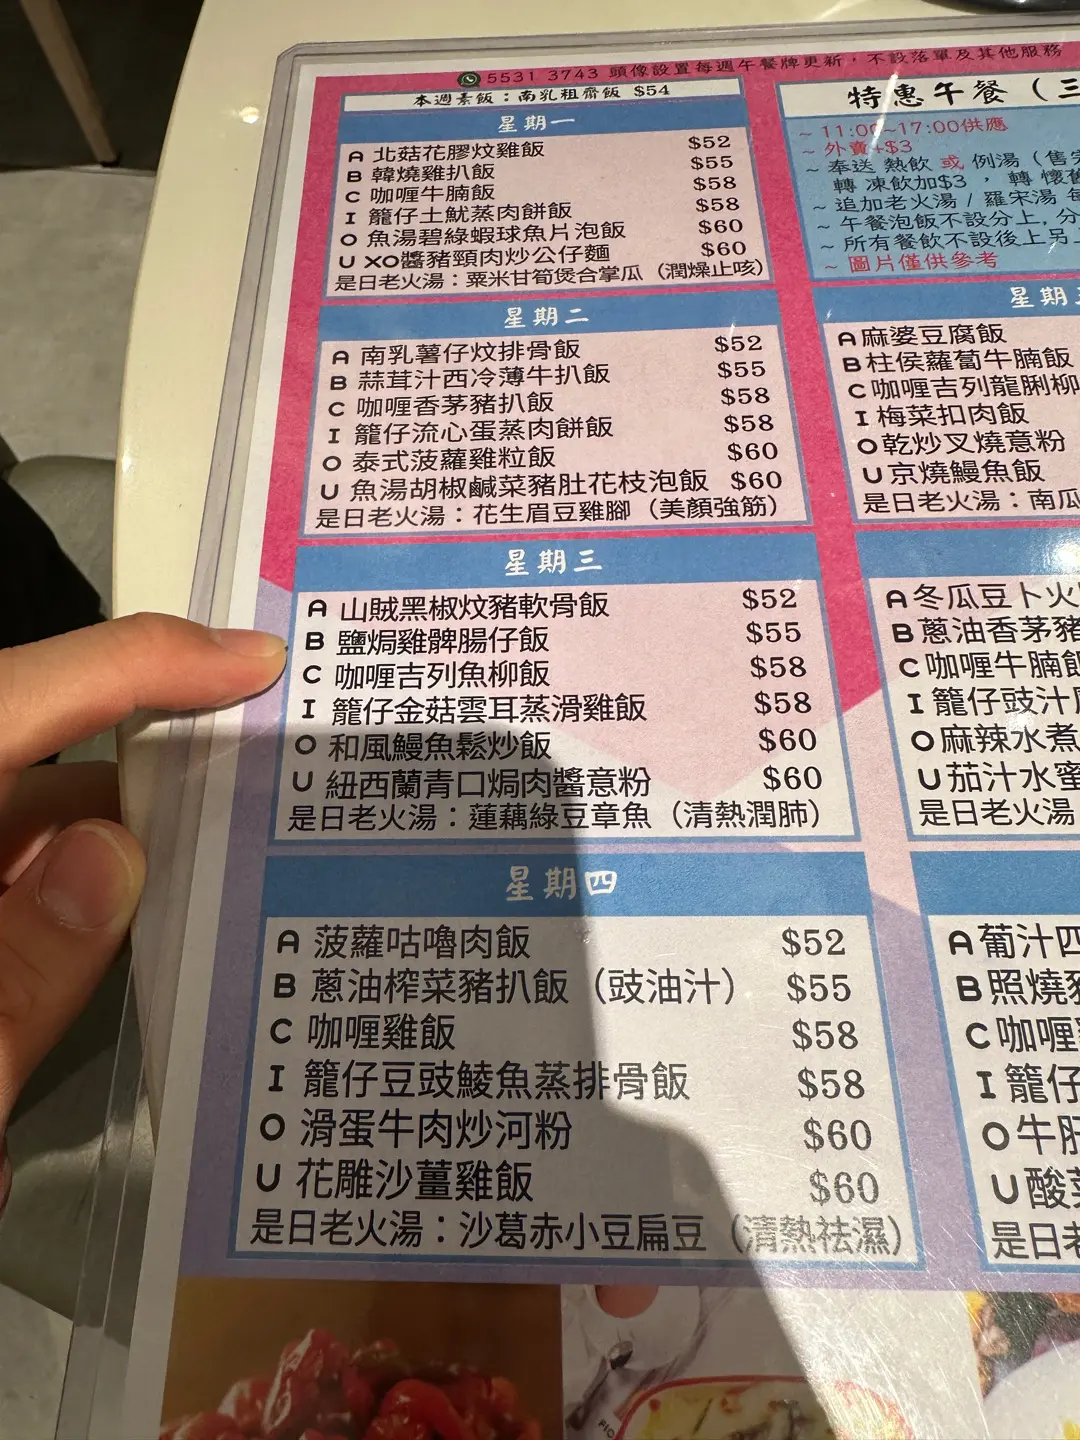 5531 3743 頭像設置每週午餐牌更新，不設落單及其他服務
本週素飯：南乳粗齋飯 $54
星期一
A 北菇花膠炆雞飯 $52
B 韓燒雞扒飯 $55
C 咖喱牛腩飯 $58
I 籠仔土魷蒸肉餅飯 $58
O 魚湯碧綠蝦球魚片泡飯 $60
U XO醬豬頸肉炒公仔麵 $60
是日老火湯：粟米甘筍煲合掌瓜（潤燥止咳）
星期二
A 南乳薯仔炆排骨飯 $52
B 蒜茸汁西冷薄牛扒飯 $55
C 咖喱香茅豬扒飯 $58
I 籠仔流心蛋蒸肉餅飯 $58
O 泰式菠蘿雞粒飯 $60
U 魚湯胡椒鹹菜豬肚花枝泡飯 $60
是日老火湯：花生眉豆雞腳（美顏強筋）
星期三
A 山賊黑椒炆豬軟骨飯 $52
B 鹽焗雞髀腸仔飯 $55
C 咖喱吉列魚柳飯 $58
I 籠仔金菇雲耳蒸滑雞飯 $58
O 和風鰻魚鬆炒飯 $60
U 紐西蘭青口焗肉醬意粉 $60
是日老火湯：蓮藕綠豆章魚（清熱潤肺）
星期四
A 菠蘿咕嚕肉飯 $52
B 蔥油榨菜豬扒飯（豉油汁） $55
C 咖喱雞飯 $58
I 籠仔豆豉鯪魚蒸排骨飯 $58
O 滑蛋牛肉炒河粉 $60
U 花雕沙薑雞飯 $60
是日老火湯：沙葛赤小豆扁豆（清熱祛濕）
特惠午餐（三
~ 11:00~17:00供應
~ 外賣+$3
~ 奉送 熱飲 或 例湯（售完
轉 凍飲加$3 ， 轉 懷舊
~ 追加老火湯 / 羅宋湯 每
~ 午餐泡飯不設分上,分
~ 所有餐飲不設後上另上
~ 圖片僅供參考
星期
A 麻婆豆腐飯
B 柱侯蘿蔔牛腩飯
C 咖喱吉列龍脷柳
I 梅菜扣肉飯
O 乾炒叉燒意粉
U 京燒鰻魚飯
是日老火湯：南瓜
A 冬瓜豆卜火
B 蔥油香茅豬
C 咖喱牛腩飯
I 籠仔豉汁
O 麻辣水煮
U 茄汁水蜜
是日老火湯
A 葡汁四
B 照燒豬
C 咖喱
I 籠仔
O 牛肝
U 酸菜
是日老